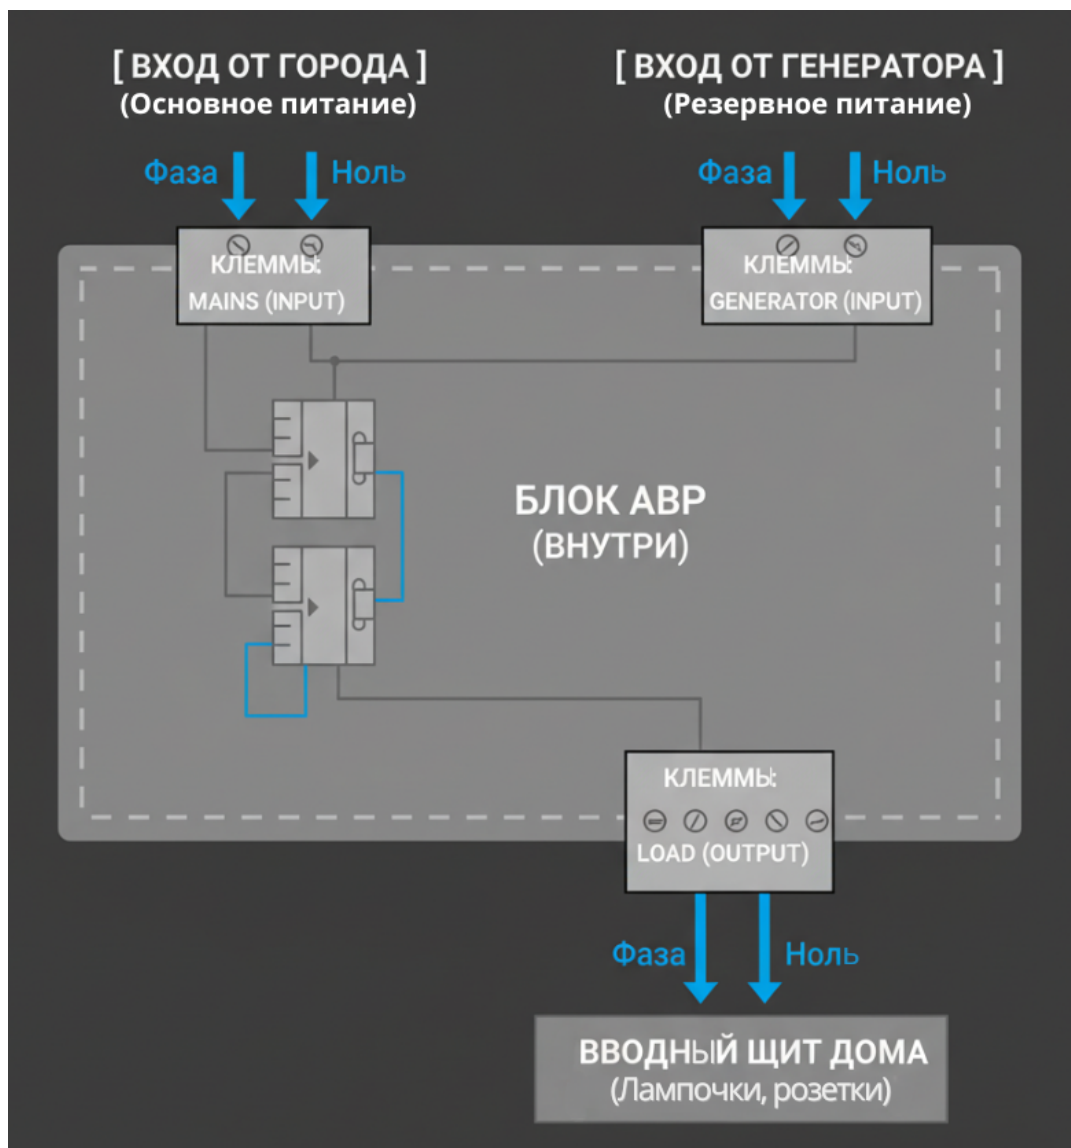 [ ВХОД ОТ ГОРОДА ]
(Основное питание)
[ ВХОД ОТ ГЕНЕРАТОРА ]
(Резервное питание)
Фаза Ноль
Фаза Ноль
КЛЕММЫ:
MAINS (INPUT)
КЛЕММЫ:
GENERATOR (INPUT)
БЛОК АВР
(ВНУТРИ)
КЛЕММЫ:
LOAD (OUTPUT)
Фаза Ноль
ВВОДНЫЙ ЩИТ ДОМА
(Лампочки, розетки)